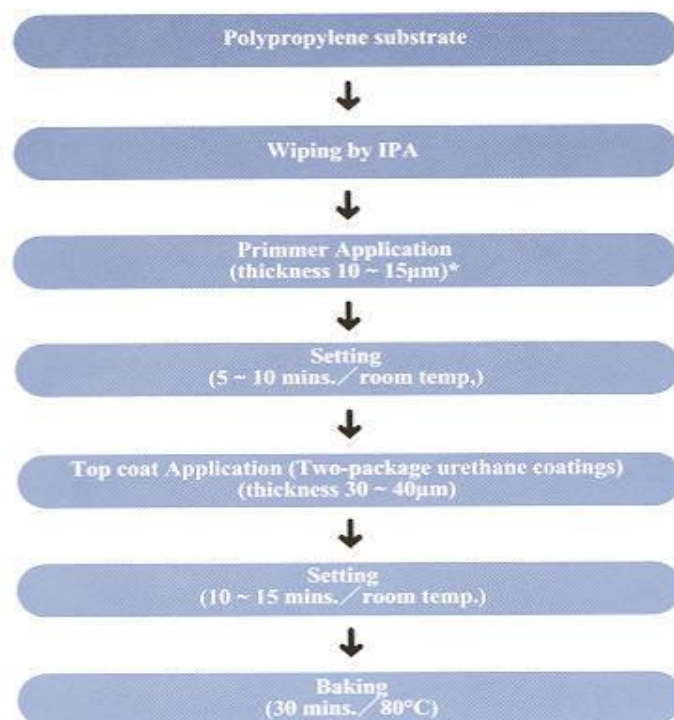 Polypropylene substrate
Wiping by IPA
Primmer Application
(thickness 10 ~ 15μm)*
Setting
(5 ~ 10 mins.／room temp,)
Top coat Application (Two-package urethane coatings)
(thickness 30 ~ 40μm)
Setting
(10 ~ 15 mins.／room temp.)
Baking
(30 mins.／80°C)